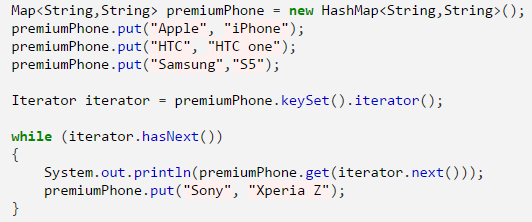 Map<String,String> premiumPhone = new HashMap<String,String>();
premiumPhone.put("Apple", "iPhone");
premiumPhone.put("HTC", "HTC one");
premiumPhone.put("Samsung","S5");

Iterator iterator = premiumPhone.keySet().iterator();

while (iterator.hasNext())
{
    System.out.println(premiumPhone.get(iterator.next()));
    premiumPhone.put("Sony", "Xperia Z");
}